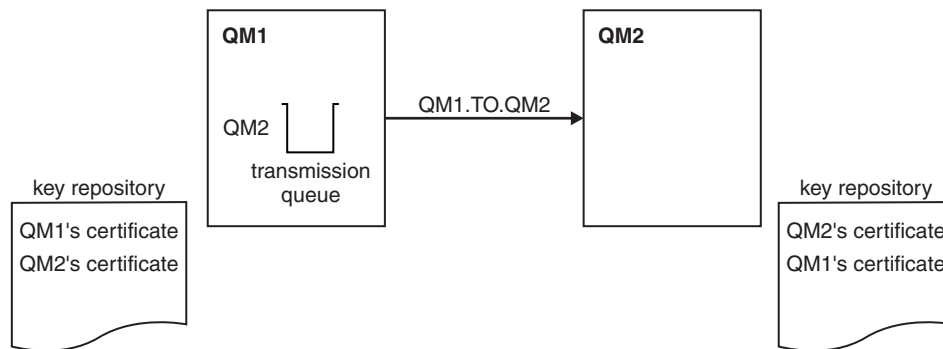 QM1
QM2
QM1.TO.QM2
QM2
transmission
queue
key repository
QM1's certificate
QM2's certificate
key repository
QM2's certificate
QM1's certificate